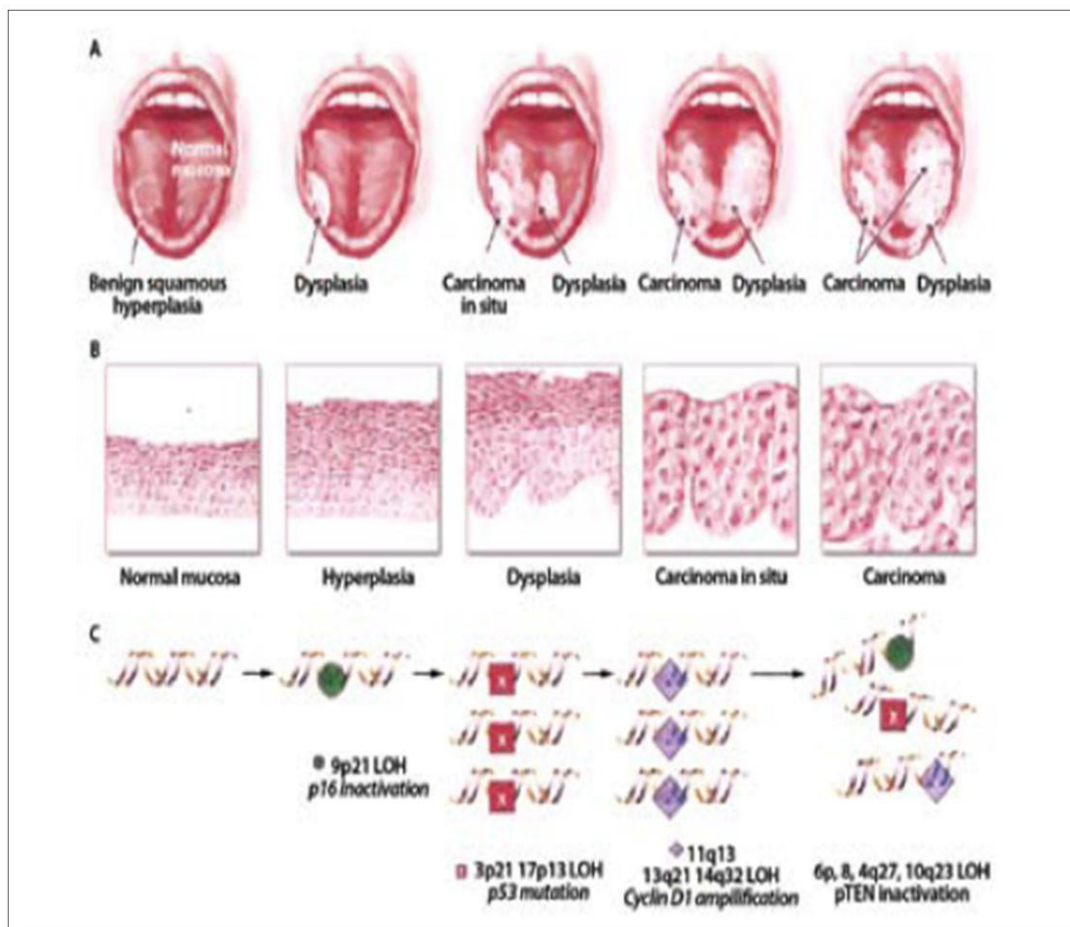 A
Normal
mucosa
Benign squamous
hyperplasia
Dysplasia
Carcinoma
in situ
Dysplasia
Carcinoma
Dysplasia
Carcinoma
Dysplasia
B
Normal mucosa
Hyperplasia
Dysplasia
Carcinoma in situ
Carcinoma
C
x
x
x
9p21 LOH
p16 inactivation
3p21 17p13 LOH
p53 mutation
11q13
13q21 14q32 LOH
Cyclin D1 ampilification
6p, 8, 4q27, 10q23 LOH
pTEN inactivation